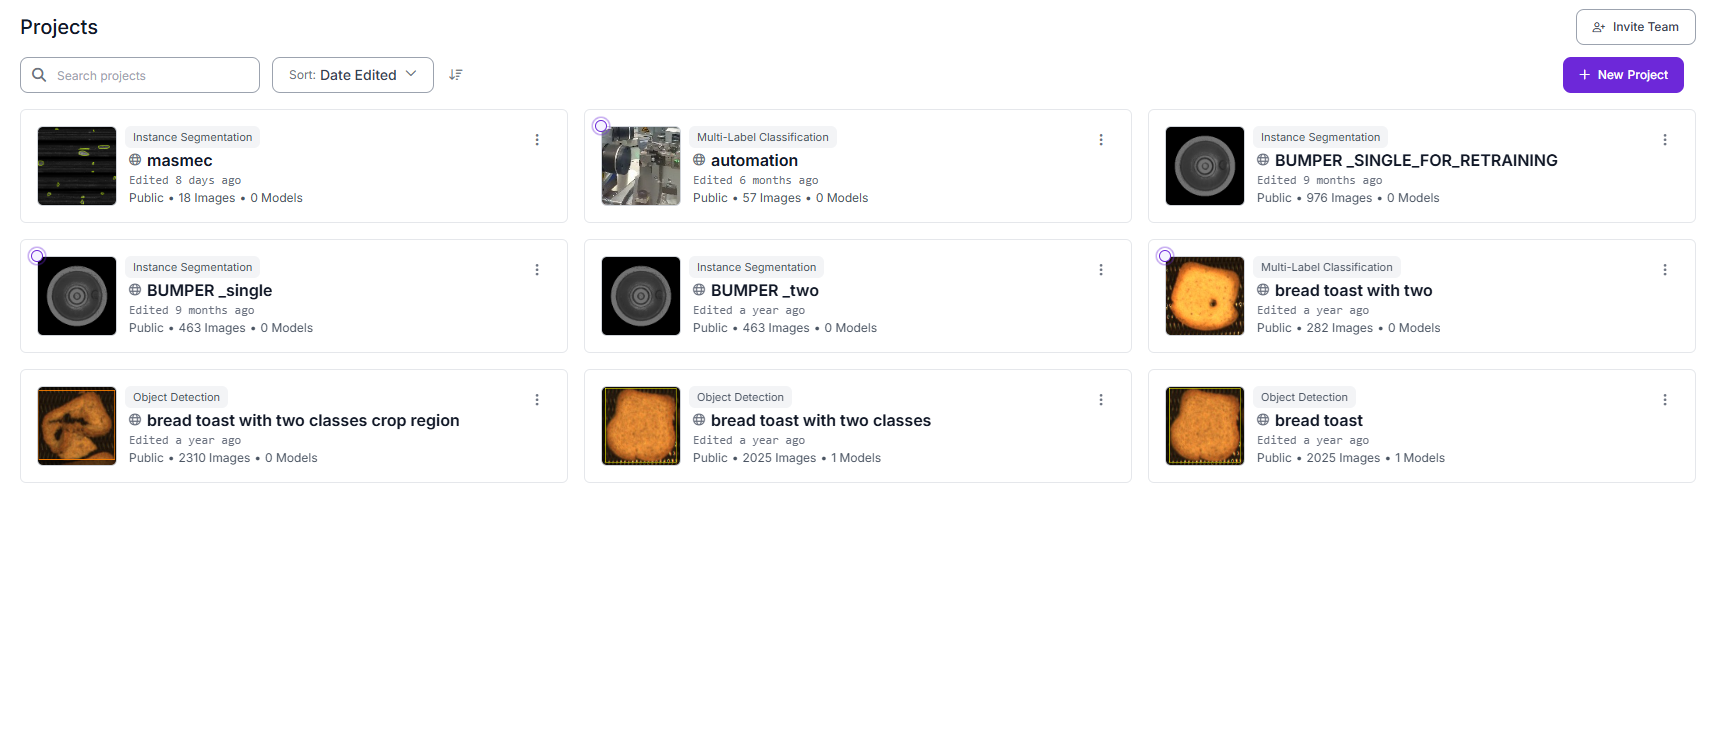 Projects
Invite Team
Search projects
Sort: Date Edited
New Project
Instance Segmentation
masmec
Edited 8 days ago
Public • 18 Images • 0 Models
Multi-Label Classification
automation
Edited 6 months ago
Public • 57 Images • 0 Models
Instance Segmentation
BUMPER _SINGLE_FOR_RETRAINING
Edited 9 months ago
Public • 976 Images • 0 Models
Instance Segmentation
BUMPER _single
Edited 9 months ago
Public • 463 Images • 0 Models
Instance Segmentation
BUMPER _two
Edited a year ago
Public • 463 Images • 0 Models
Multi-Label Classification
bread toast with two
Edited a year ago
Public • 282 Images • 0 Models
Object Detection
bread toast with two classes crop region
Edited a year ago
Public • 2310 Images • 0 Models
Object Detection
bread toast with two classes
Edited a year ago
Public • 2025 Images • 1 Models
Object Detection
bread toast
Edited a year ago
Public • 2025 Images • 1 Models